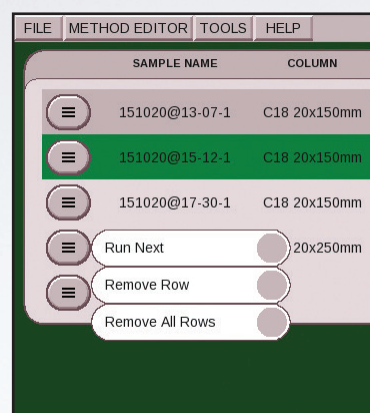 FILE METHOD EDITOR TOOLS HELP
SAMPLE NAME COLUMN
151020@13-07-1 C18 20x150mm
151020@15-12-1 C18 20x150mm
151020@17-30-1 C18 20x150mm
Run Next 20x250mm
Remove Row
Remove All Rows